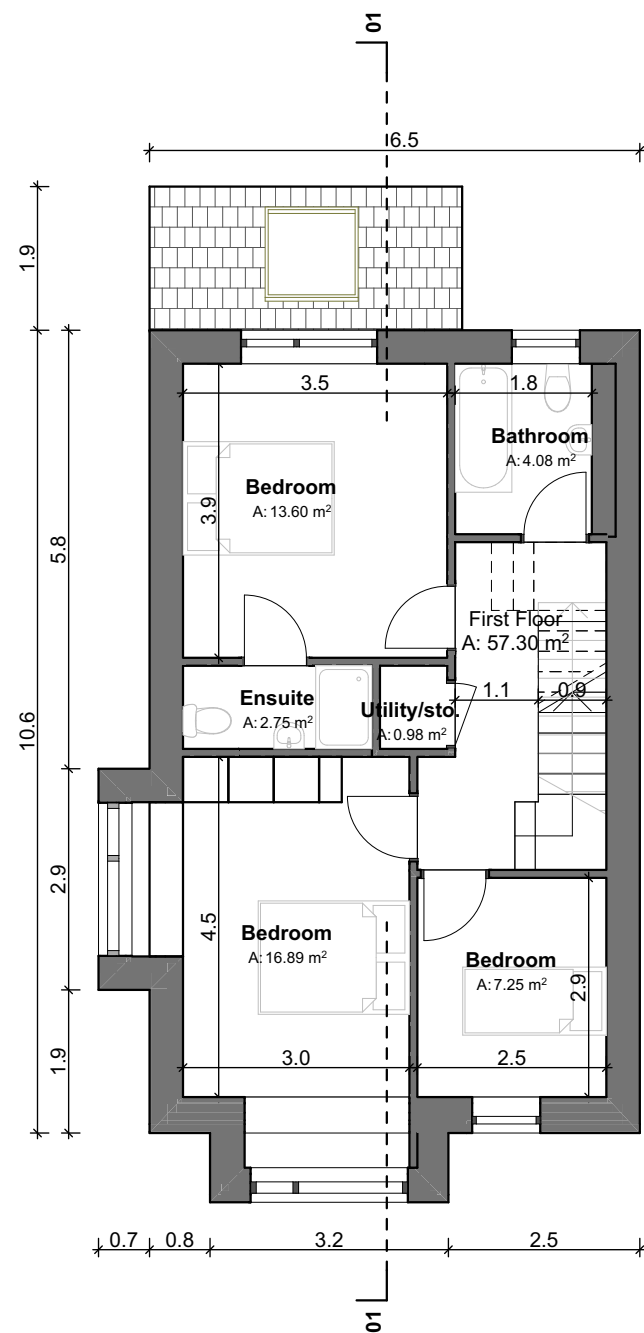 01
6.5
1.9
3.5
1.8
Bathroom
A: 4.08 m²
Bedroom
A: 13.60 m²
3.9
5.8
First Floor
A: 57.30 m²
Ensuite
A: 2.75 m²
Utility/sto.
A: 0.98 m²
1.1
0.9
10.6
2.9
4.5
Bedroom
A: 16.89 m²
Bedroom
A: 7.25 m²
2.9
1.9
3.0
2.5
0.7
0.8
3.2
2.5
01